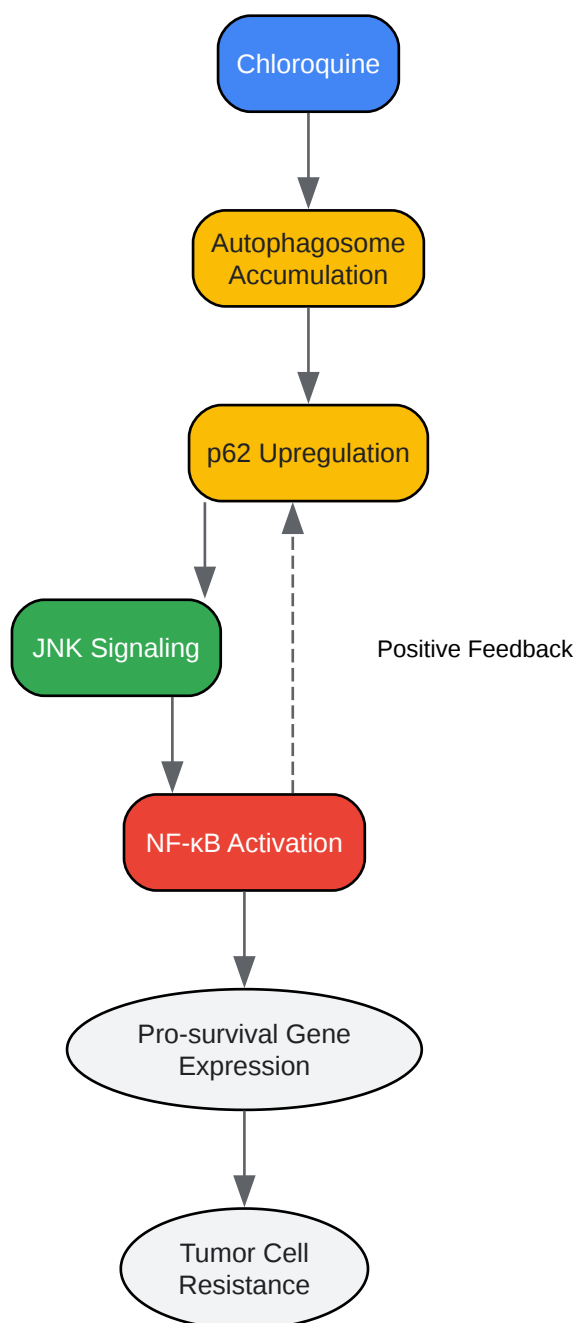 Chloroquine
Autophagosome
Accumulation
p62 Upregulation
JNK Signaling
Positive Feedback
NF-κB Activation
Pro-survival Gene
Expression
Tumor Cell
Resistance